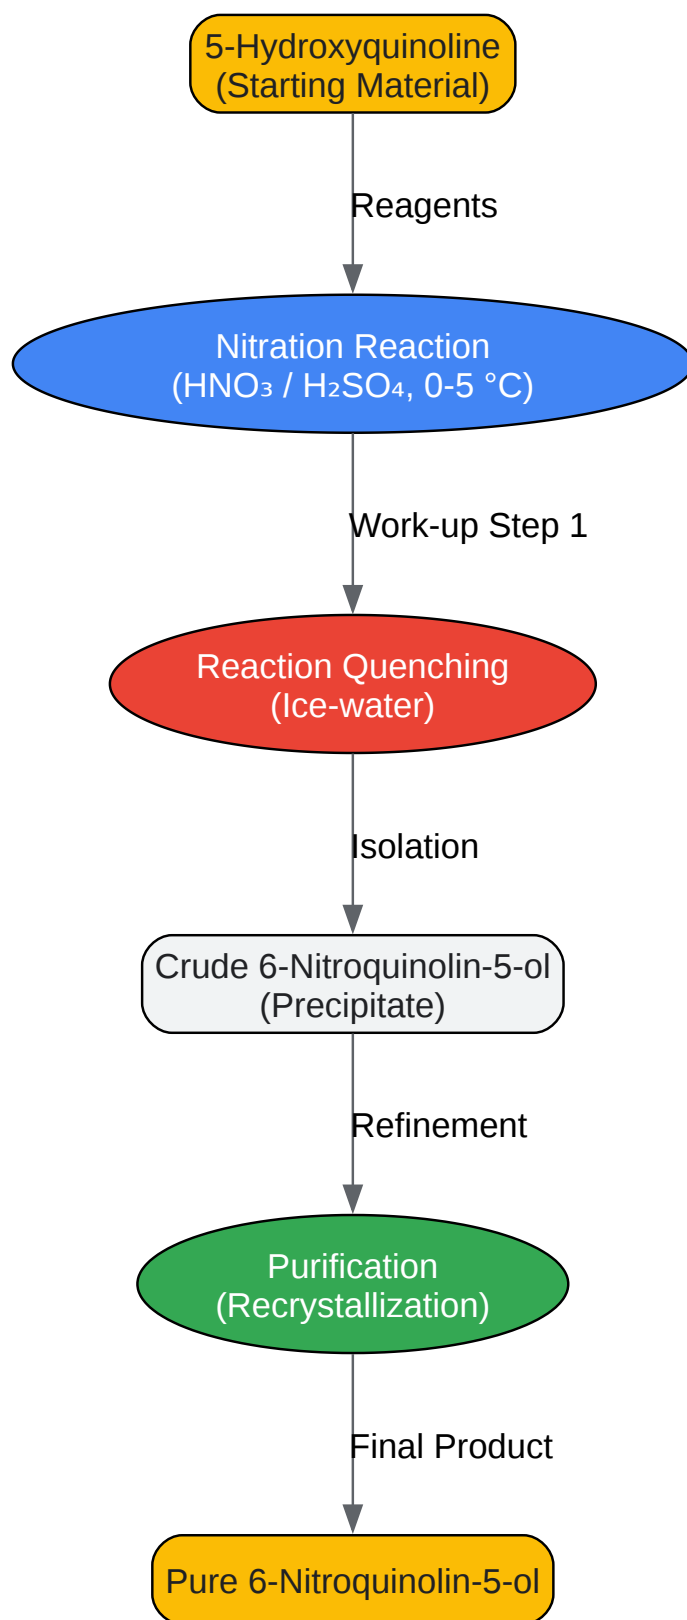 5-Hydroxyquinoline
(Starting Material)
Reagents
Nitration Reaction
(HNO₃ / H₂SO₄, 0-5 °C)
Work-up Step 1
Reaction Quenching
(Ice-water)
Isolation
Crude 6-Nitroquinolin-5-ol
(Precipitate)
Refinement
Purification
(Recrystallization)
Final Product
Pure 6-Nitroquinolin-5-ol